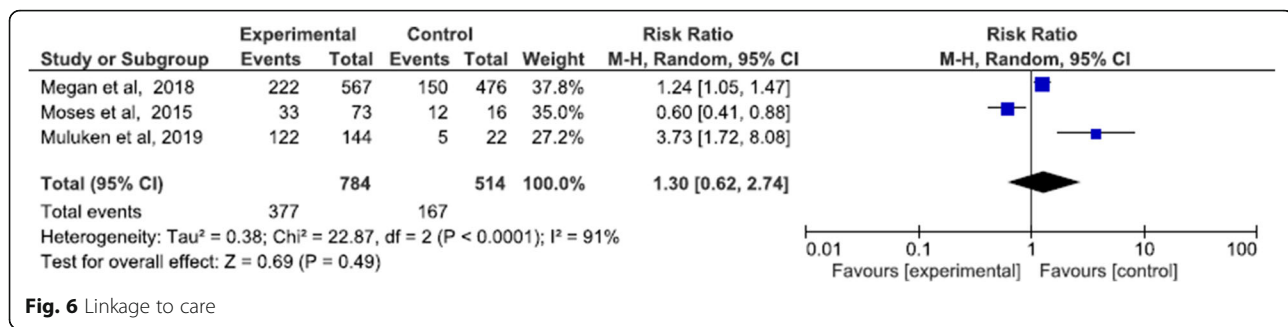 Experimental Control Risk Ratio Risk Ratio
Study or Subgroup Events Total Events Total Weight M-H, Random, 95% CI M-H, Random, 95% CI
Megan et al, 2018 222 567 150 476 37.8% 1.24 [1.05, 1.47]
Moses et al, 2015 33 73 12 16 35.0% 0.60 [0.41, 0.88]
Muluken et al, 2019 122 144 5 22 27.2% 3.73 [1.72, 8.08]
Total (95% CI) 784 514 100.0% 1.30 [0.62, 2.74]
Total events 377 167
Heterogeneity: Tau² = 0.38; Chi² = 22.87, df = 2 (P < 0.0001); I² = 91%
Test for overall effect: Z = 0.69 (P = 0.49)
0.01 0.1 1 10 100
Favours [experimental] Favours [control]
Fig. 6 Linkage to care